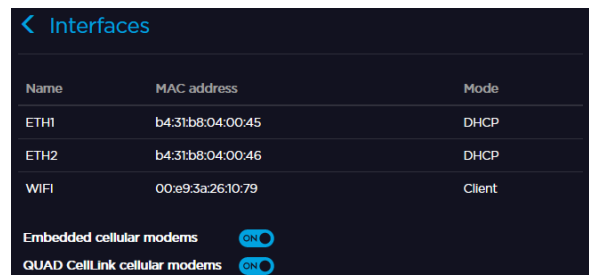 Interfaces
Name MAC address Mode
ETH1 b4:31:b8:04:00:45 DHCP
ETH2 b4:31:b8:04:00:46 DHCP
WIFI 00:e9:3a:26:10:79 Client
Embedded cellular modems ON
QUAD CellLink cellular modems ON